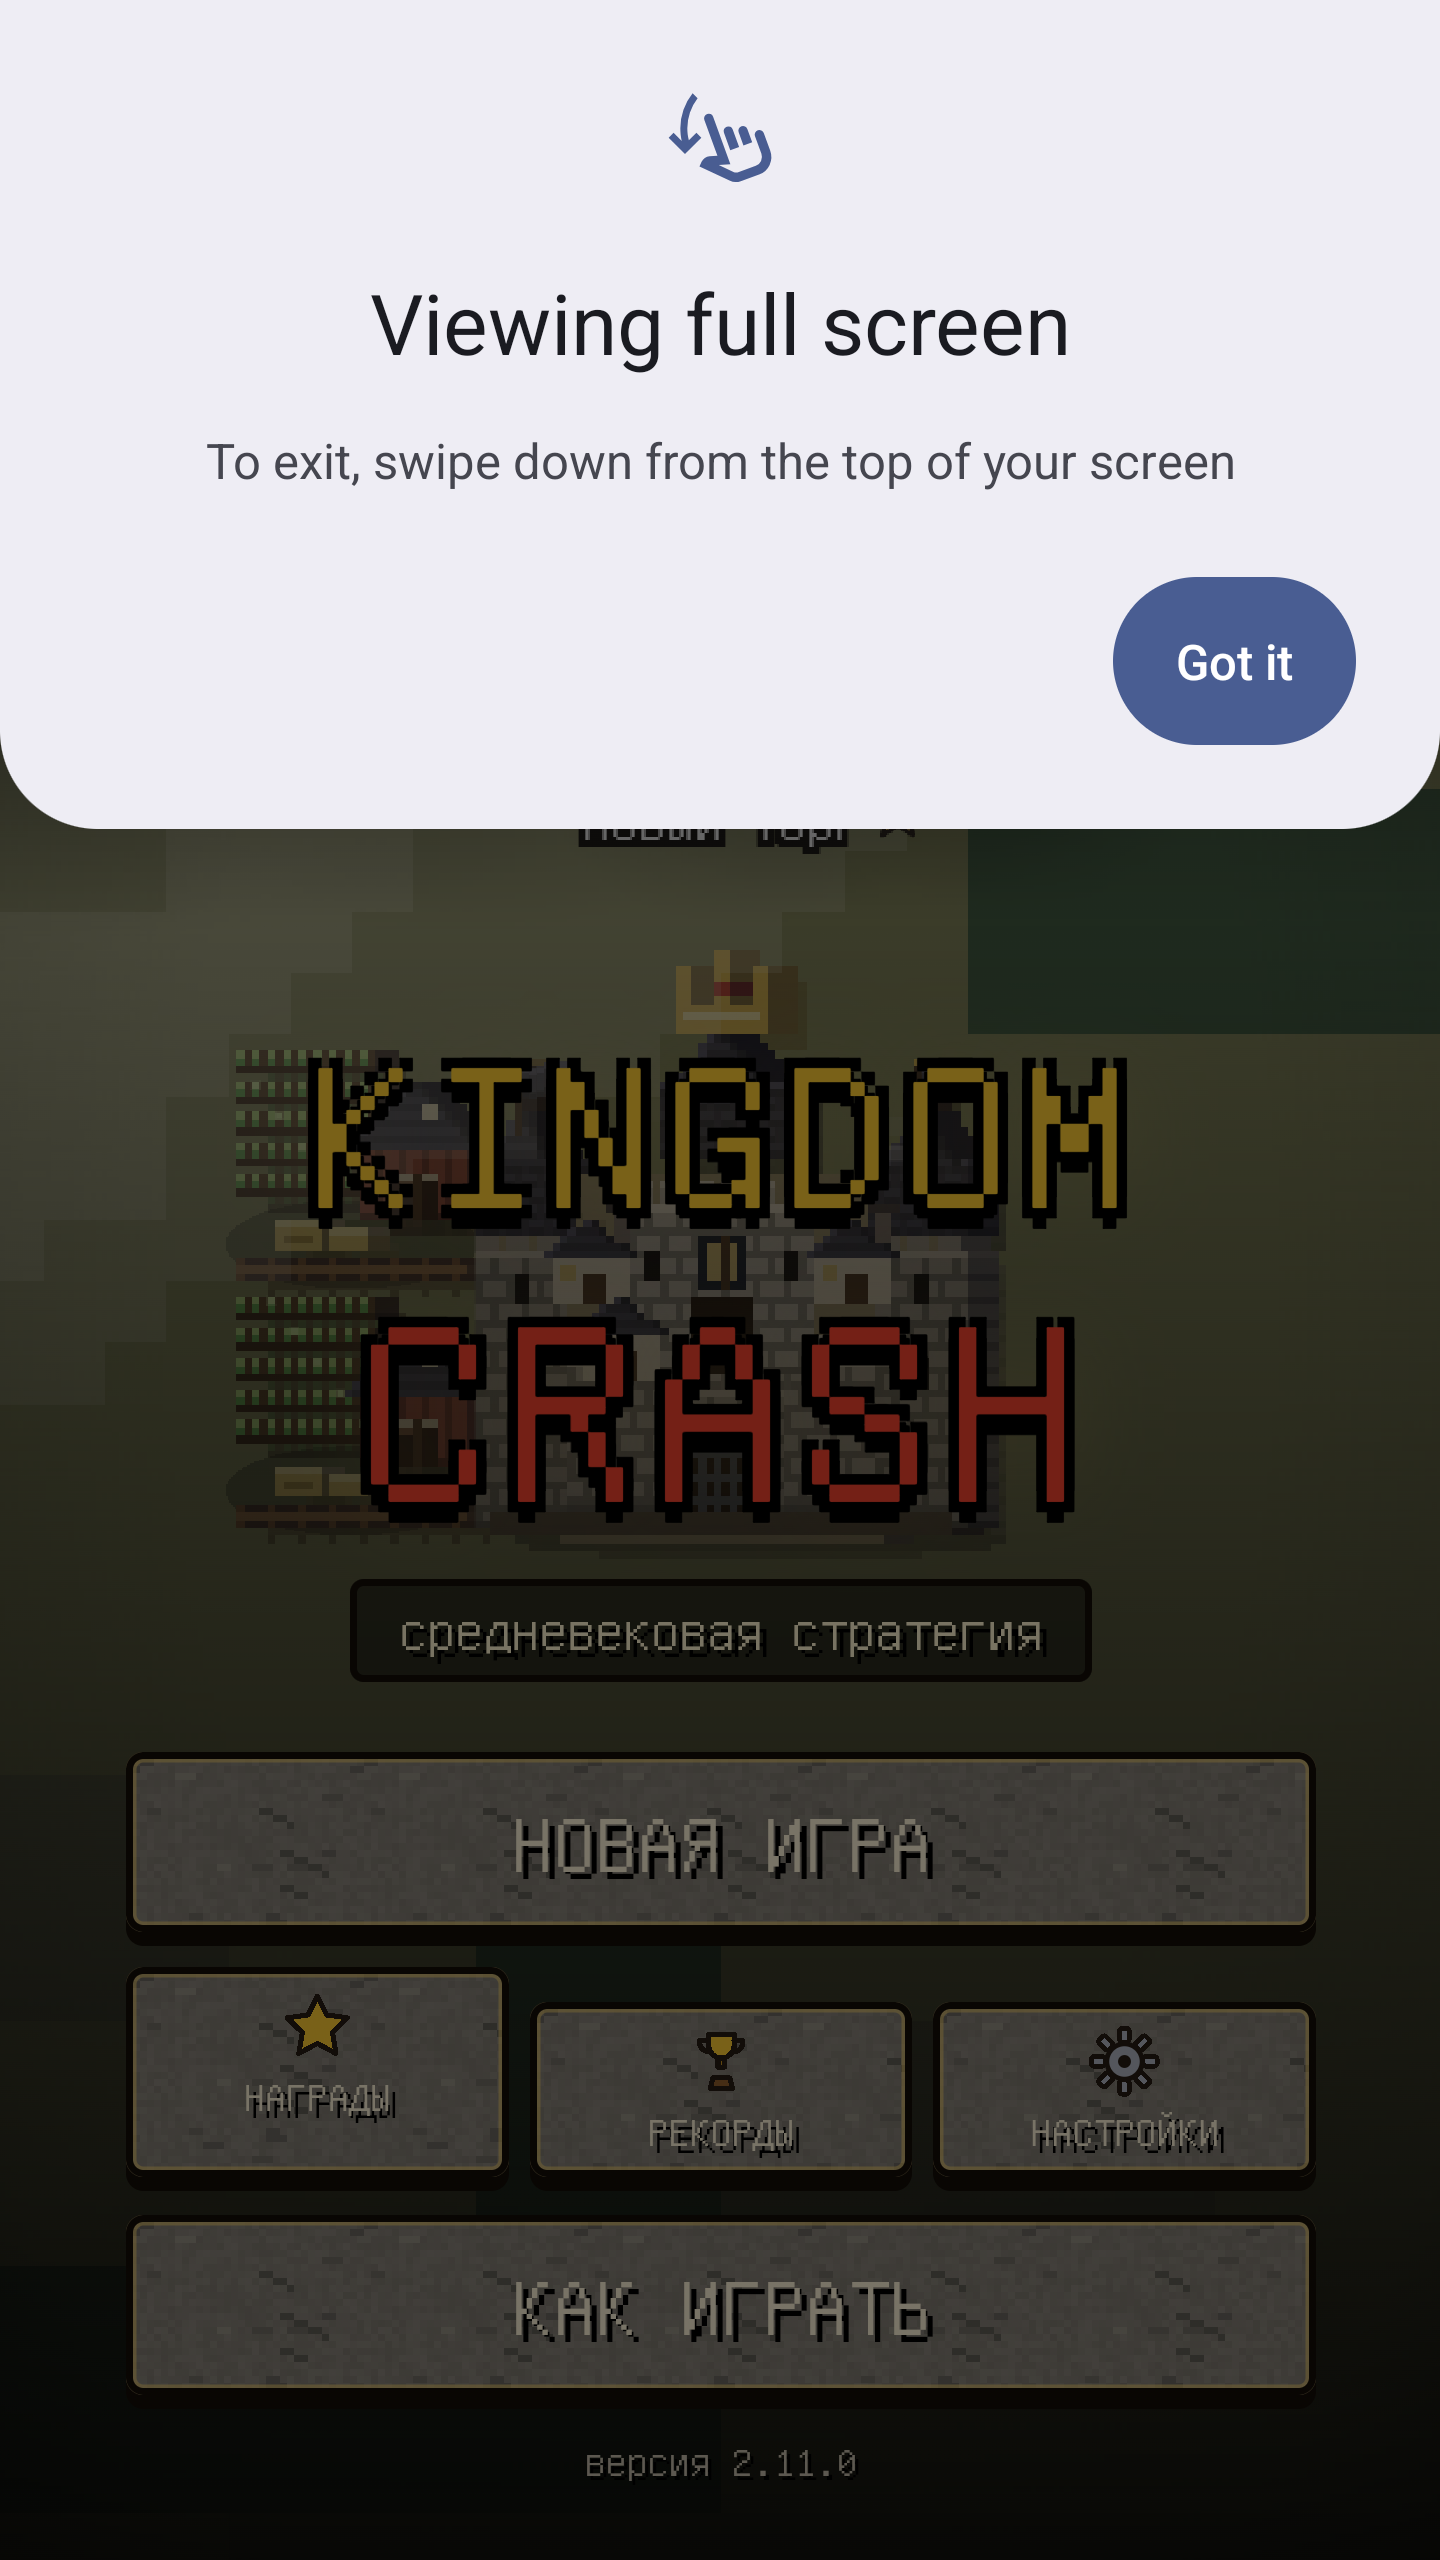 Viewing full screen
To exit, swipe down from the top of your screen
Got it
KINGDOM
CRASH
средневековая стратегия
НОВАЯ ИГРА
НАГРАДЫ
РЕКОРДЫ
НАСТРОЙКИ
КАК ИГРАТЬ
версия 2.11.0